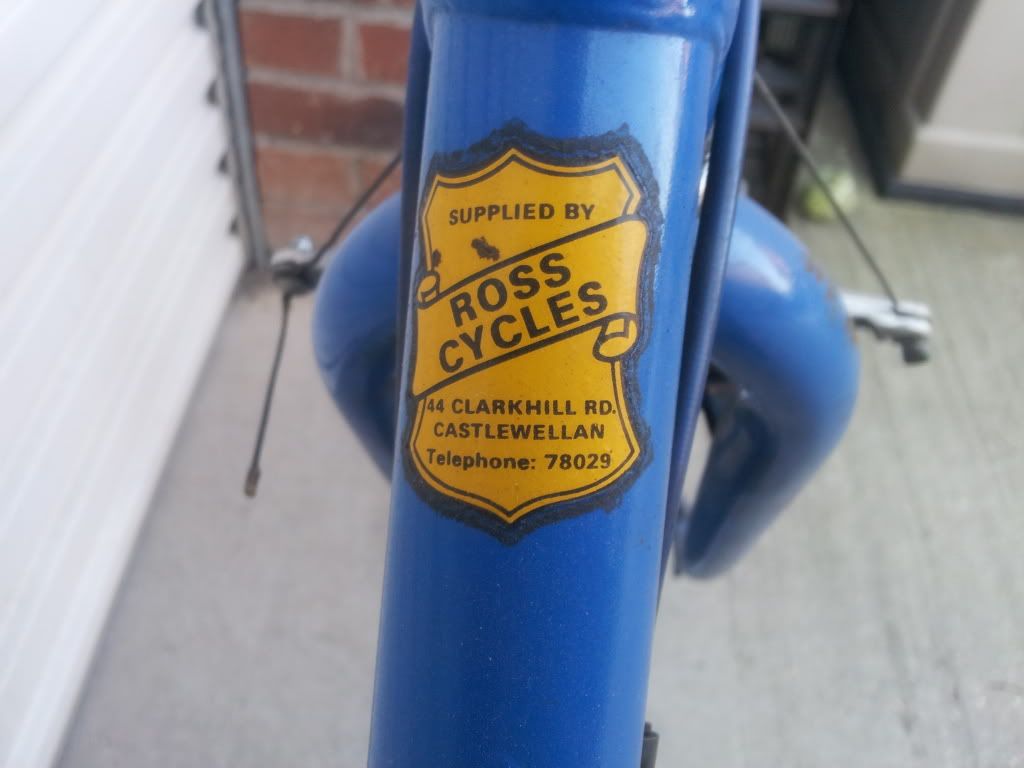 SUPPLIED BY
ROSS
CYCLES
44 CLARKHILL RD.
CASTLEWELLAN
Telephone: 78029